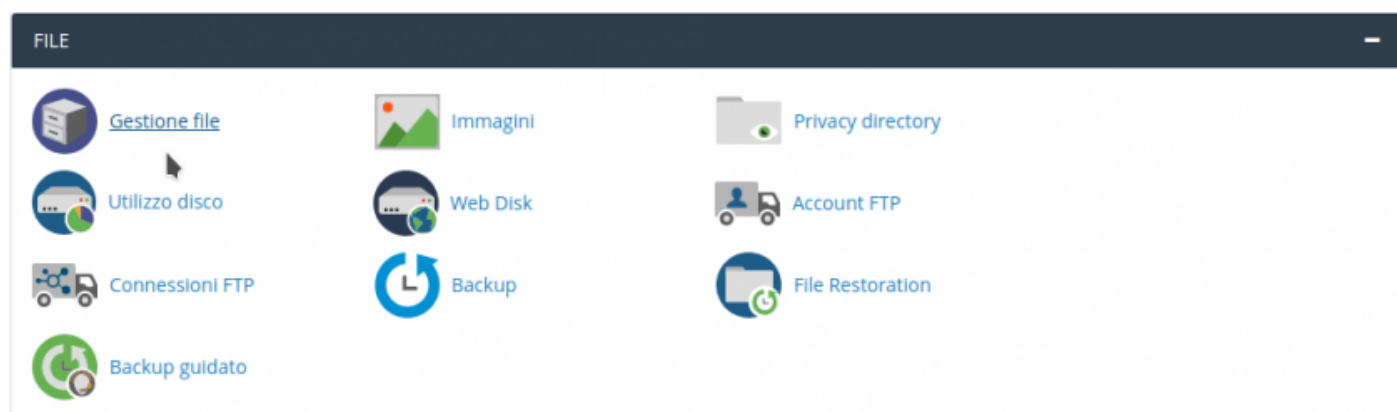 FILE
Gestione file
Immagini
Privacy directory
Utilizzo disco
Web Disk
Account FTP
Connessioni FTP
Backup
File Restoration
Backup guidato